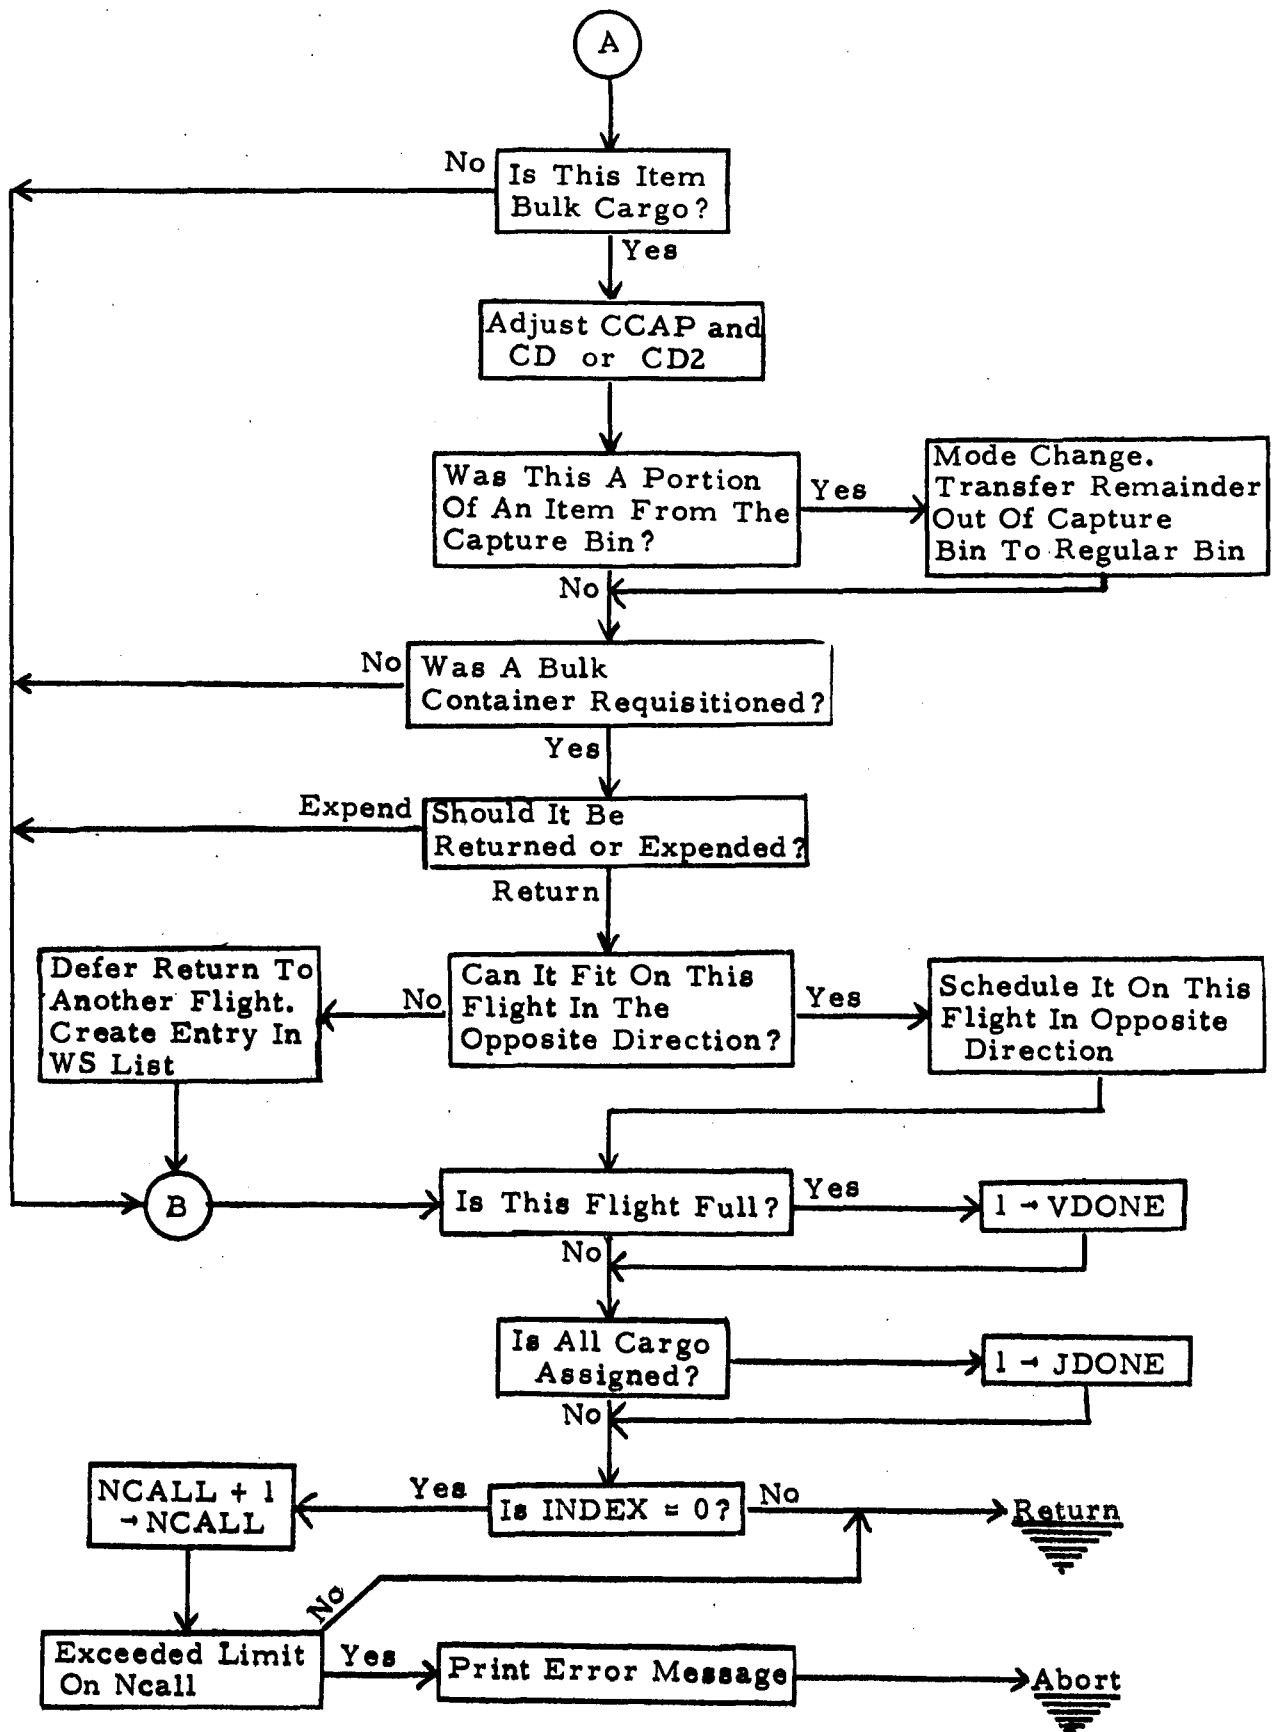 A
No
Is This Item
Bulk Cargo?
Yes
Adjust CCAP and
CD or CD2
Was This A Portion
Of An Item From The
Capture Bin?
Yes
Mode Change.
Transfer Remainder
Out Of Capture
Bin To Regular Bin
No
No
Was A Bulk
Container Requisitioned?
Yes
Expend
Should It Be
Returned or Expended?
Return
Defer Return To
Another Flight.
Create Entry In
WS List
No
Can It Fit On This
Flight In The
Opposite Direction?
Yes
Schedule It On This
Flight In Opposite
Direction
B
Is This Flight Full?
Yes
1 → VDONE
No
Is All Cargo
Assigned?
1 → JDONE
No
NCALL + 1
→ NCALL
Yes
Is INDEX = 0?
No
Return
No
Exceeded Limit
On Ncall
Yes
Print Error Message
Abort